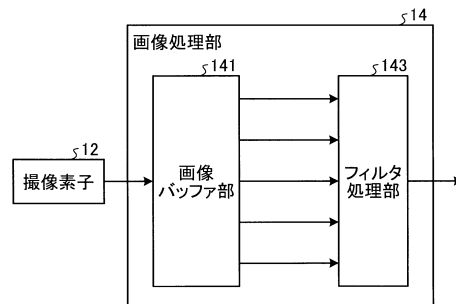 14
画像処理部
141
143
12
撮像素子
画像
バッファ部
フィルタ
処理部